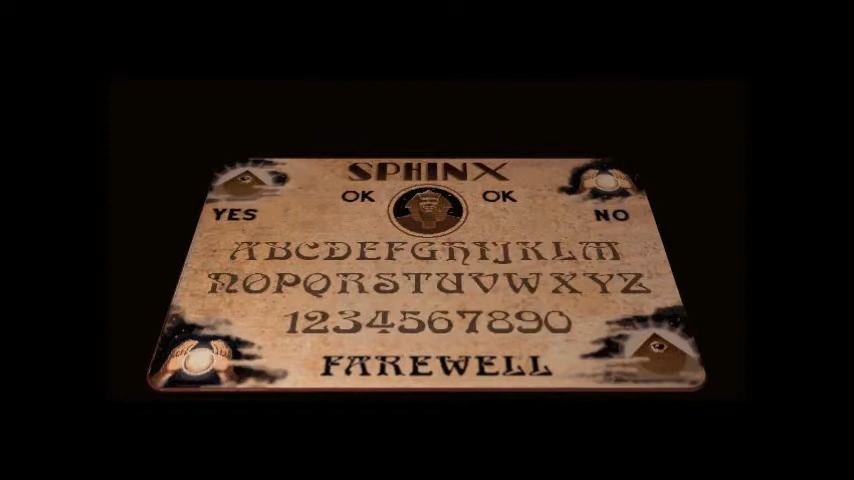 SPHINX
OK OK
YES NO
ABCDEFGHIJKLM
NOPQRSTUVWXYZ
1234567890
FAREWELL